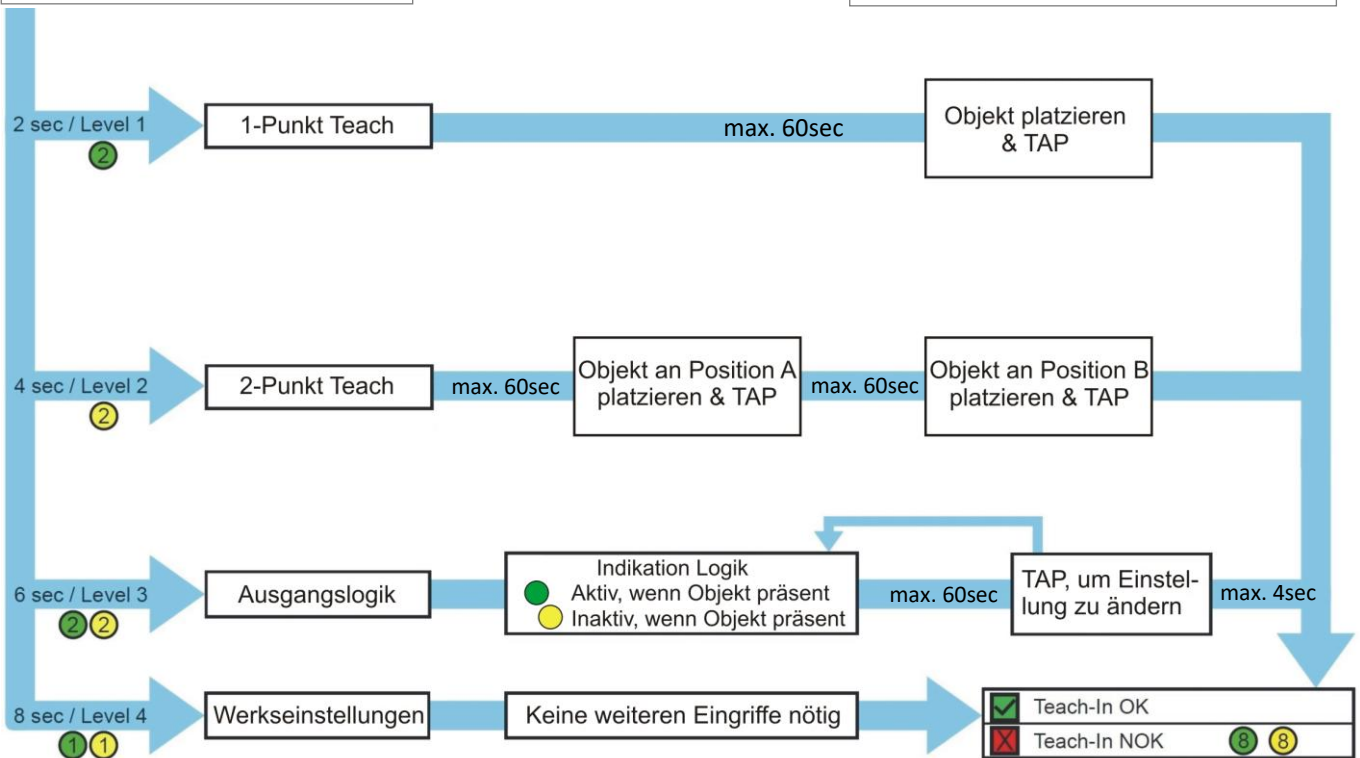 2 sec / Level 1
2
1-Punkt Teach
max. 60sec
Objekt platzieren
& TAP
4 sec / Level 2
2
2-Punkt Teach
max. 60sec
Objekt an Position A
platzieren & TAP
max. 60sec
Objekt an Position B
platzieren & TAP
6 sec / Level 3
2 2
Ausgangslogik
Indikation Logik
Aktiv, wenn Objekt präsent
Inaktiv, wenn Objekt präsent
max. 60sec
TAP, um Einstel-
lung zu ändern
max. 4sec
8 sec / Level 4
1 1
Werkseinstellungen
Keine weiteren Eingriffe nötig
Teach-In OK
Teach-In NOK 8 8